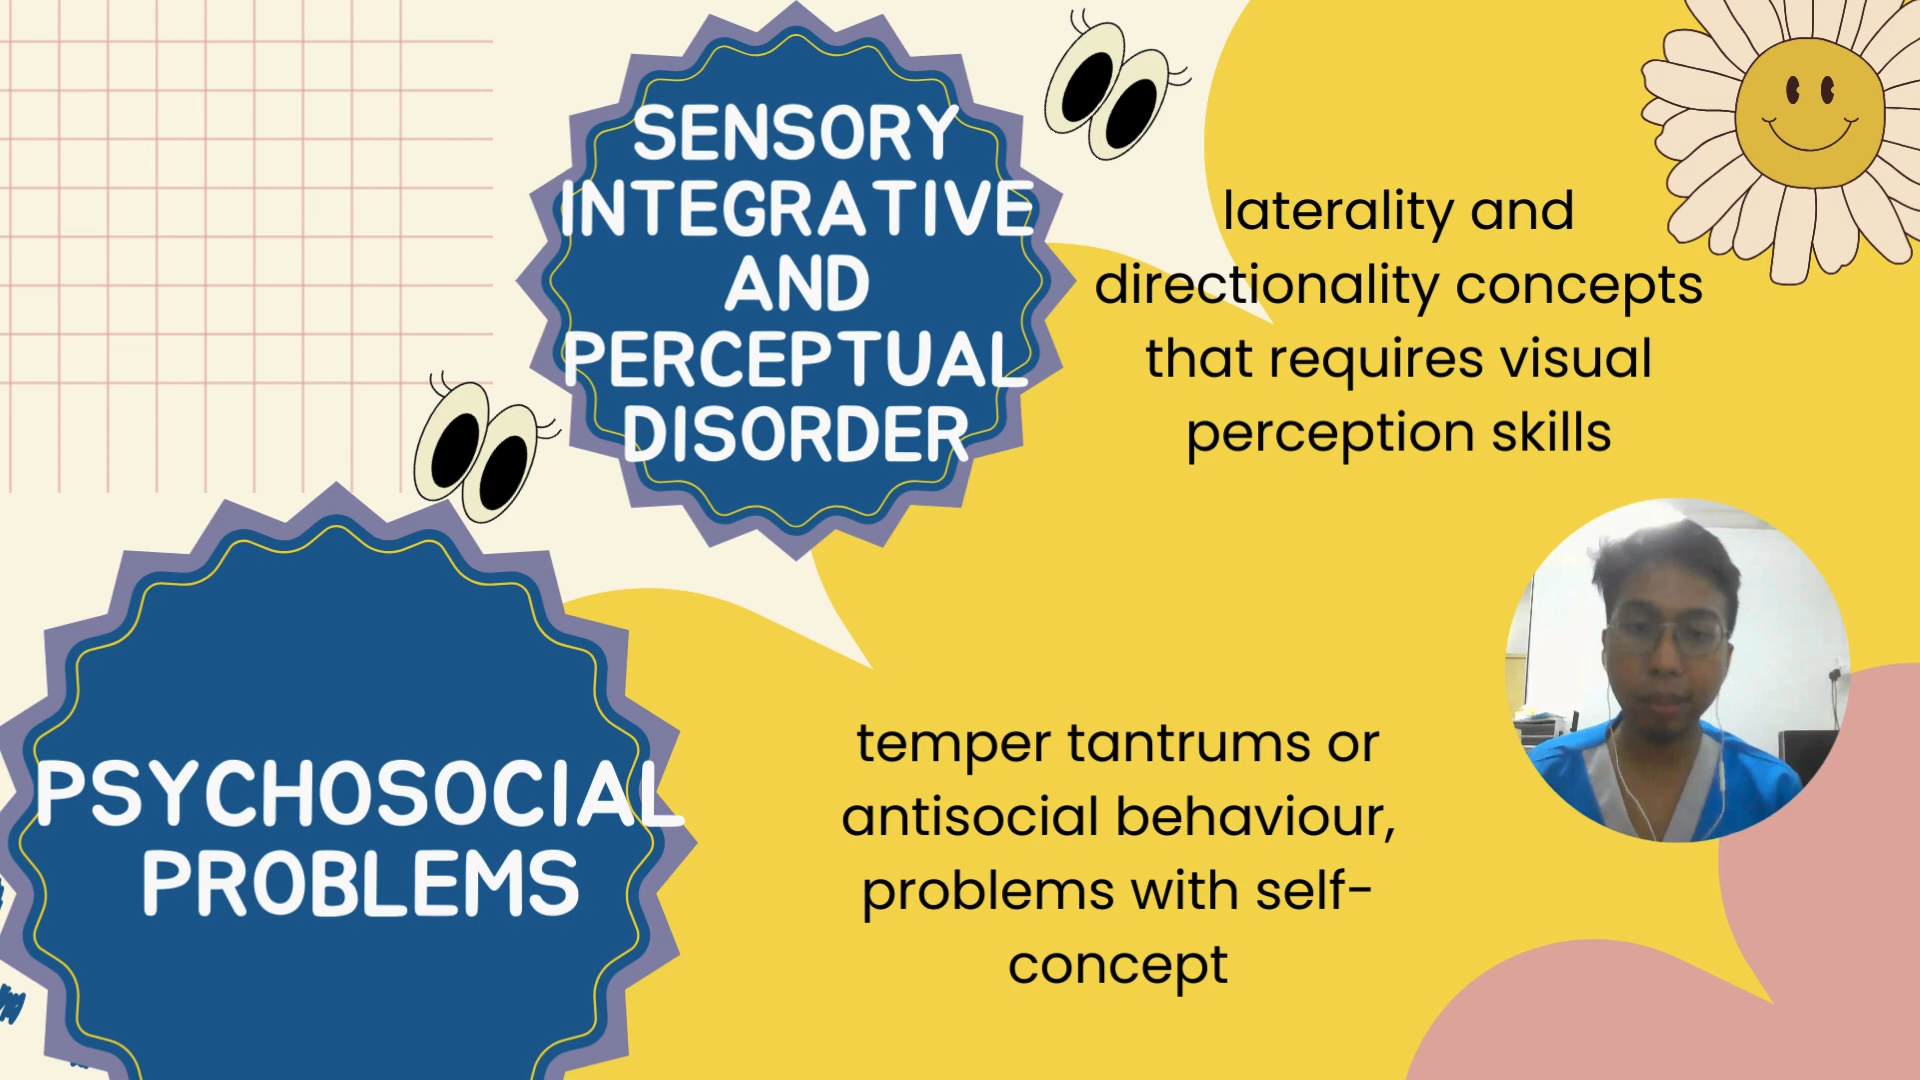 SENSORY
INTEGRATIVE
AND
PERCEPTUAL
DISORDER
laterality and
directionality concepts
that requires visual
perception skills
PSYCHOSOCIAL
PROBLEMS
temper tantrums or
antisocial behaviour,
problems with self-
concept